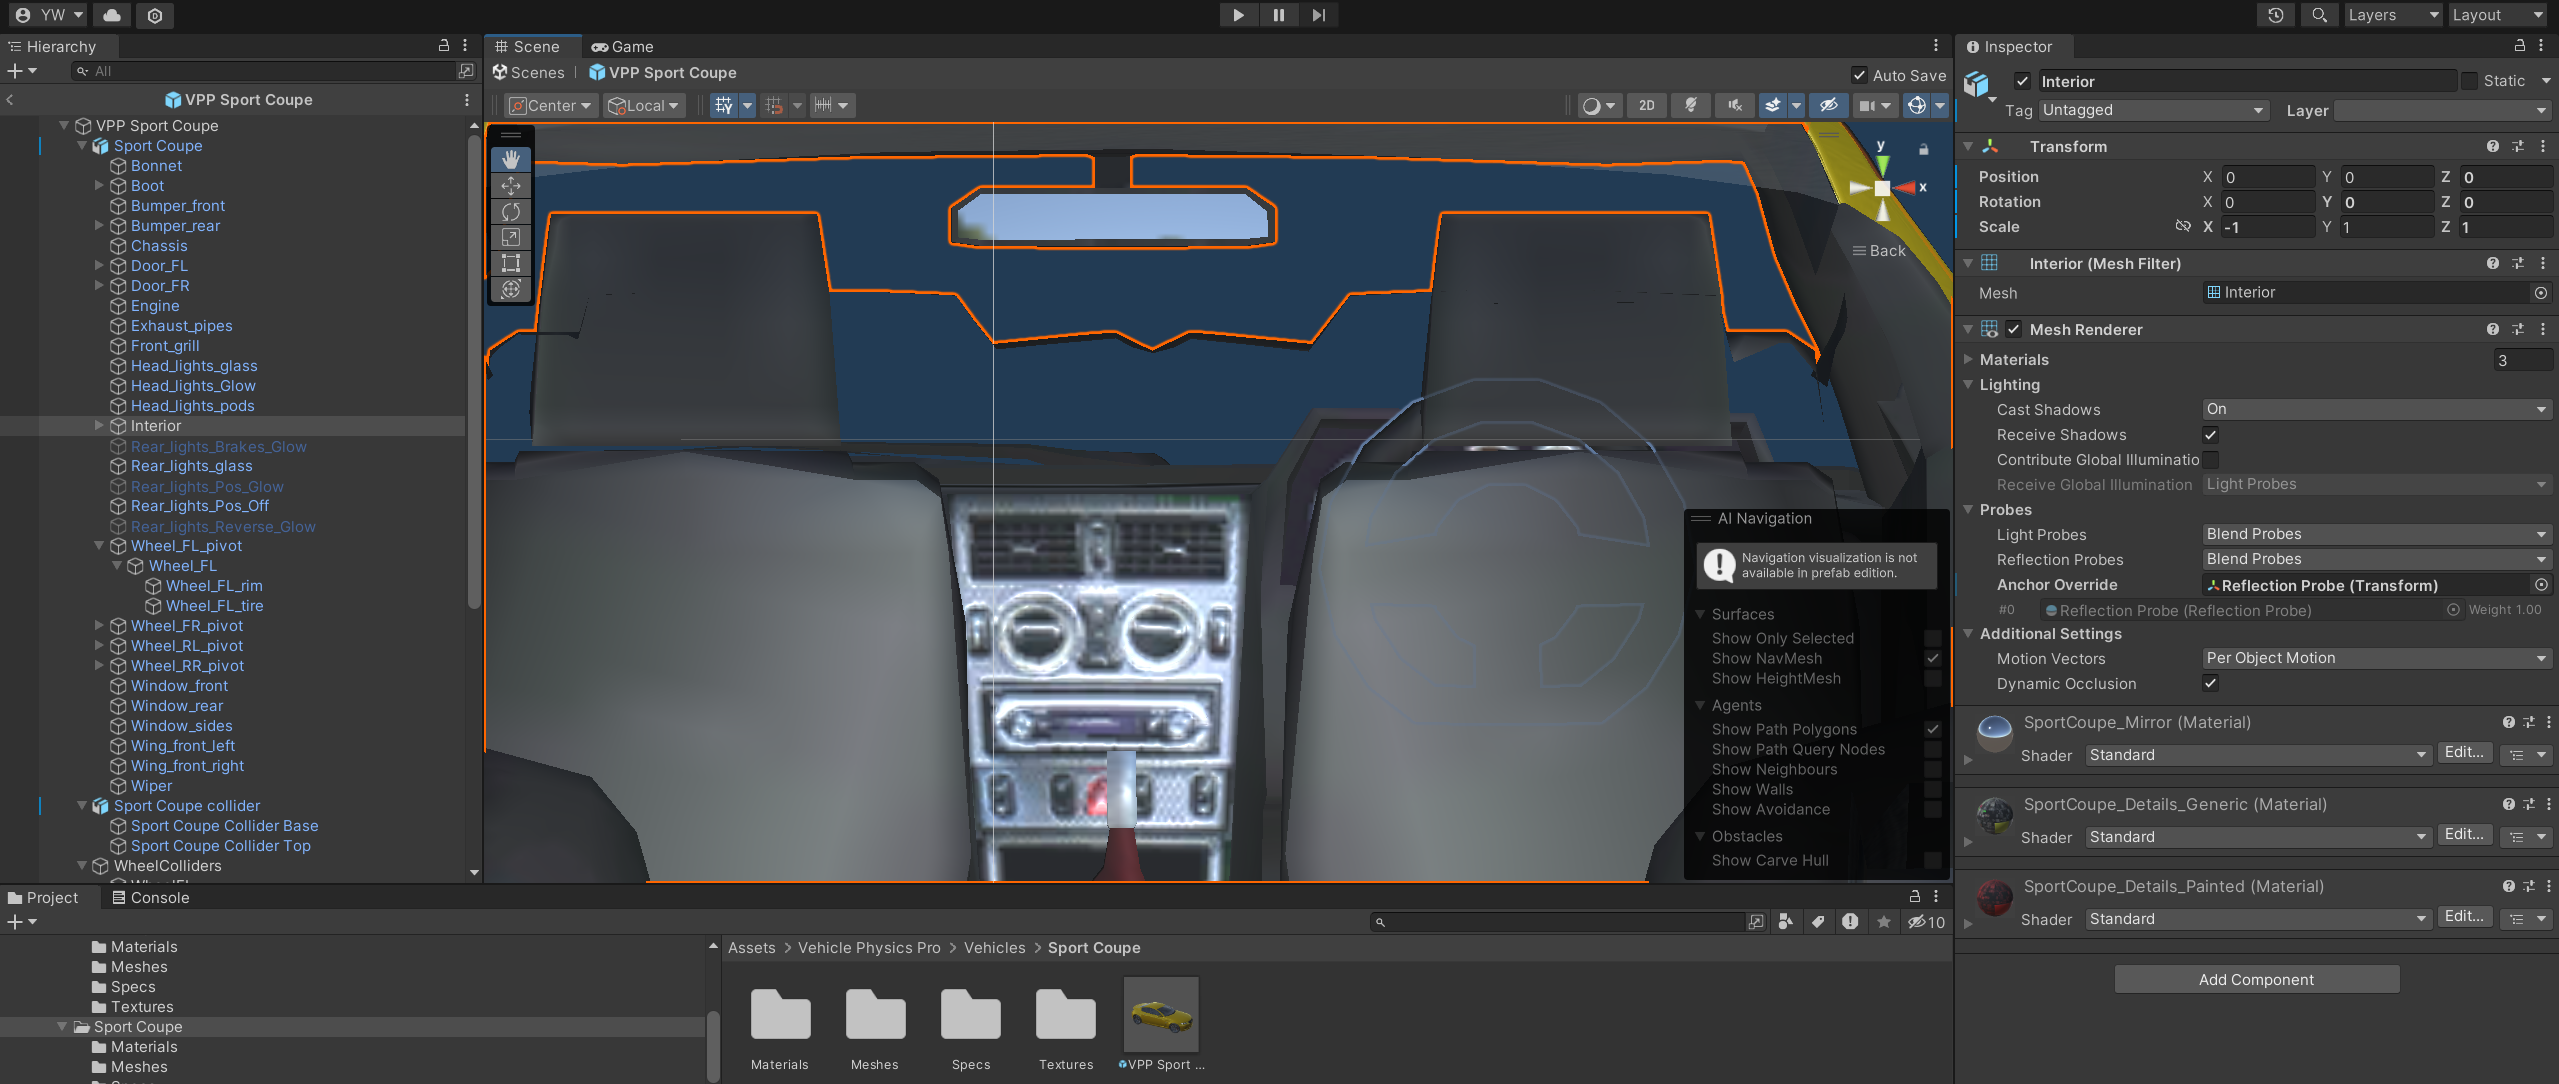 YW
Layers
Layout
Hierarchy
All
VPP Sport Coupe
VPP Sport Coupe
Sport Coupe
Bonnet
Boot
Bumper_front
Bumper_rear
Chassis
Door_FL
Door_FR
Engine
Exhaust_pipes
Front_grill
Head_lights_glass
Head_lights_Glow
Head_lights_pods
Interior
Rear_lights_Brakes_Glow
Rear_lights_glass
Rear_lights_Pos_Glow
Rear_lights_Pos_Off
Rear_lights_Reverse_Glow
Wheel_FL_pivot
Wheel_FL
Wheel_FL_rim
Wheel_FL_tire
Wheel_FR_pivot
Wheel_RL_pivot
Wheel_RR_pivot
Window_front
Window_rear
Window_sides
Wing_front_left
Wing_front_right
Wiper
Sport Coupe collider
Sport Coupe Collider Base
Sport Coupe Collider Top
WheelColliders
Scene Game
Scenes | VPP Sport Coupe
Auto Save
Center Local
2D
y
x
Back
AI Navigation
Navigation visualization is not
available in prefab edition.
Surfaces
Show Only Selected
Show NavMesh
Show HeightMesh
Agents
Show Path Polygons
Show Path Query Nodes
Show Neighbours
Show Walls
Show Avoidance
Obstacles
Show Carve Hull
Inspector
Interior
Static
Tag Untagged Layer
Transform
Position X 0 Y 0 Z 0
Rotation X 0 Y 0 Z 0
Scale X -1 Y 1 Z 1
Interior (Mesh Filter)
Mesh Interior
Mesh Renderer
Materials 3
Lighting
Cast Shadows On
Receive Shadows
Contribute Global Illuminatio
Receive Global Illumination Light Probes
Probes
Light Probes Blend Probes
Reflection Probes Blend Probes
Anchor Override Reflection Probe (Transform)
#0 Reflection Probe (Reflection Probe) Weight 1.00
Additional Settings
Motion Vectors Per Object Motion
Dynamic Occlusion
SportCoupe_Mirror (Material)
Shader Standard Edit...
SportCoupe_Details_Generic (Material)
Shader Standard Edit...
SportCoupe_Details_Painted (Material)
Shader Standard Edit...
Add Component
Project Console
10
Materials
Meshes
Specs
Textures
Sport Coupe
Materials
Meshes
Assets > Vehicle Physics Pro > Vehicles > Sport Coupe
Materials Meshes Specs Textures VPP Sport ...